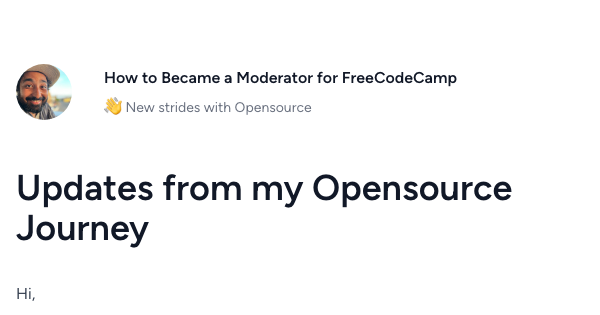 How to Became a Moderator for FreeCodeCamp
👋 New strides with Opensource
Updates from my Opensource
Journey
Hi,